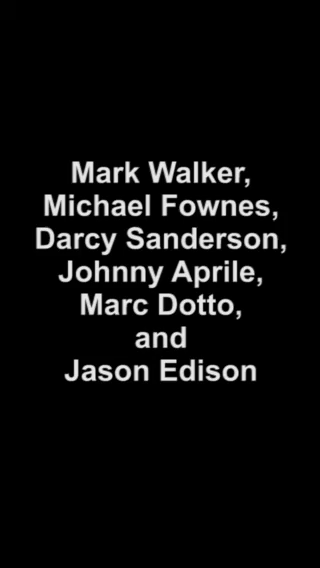 Mark Walker,
Michael Fownes,
Darcy Sanderson,
Johnny Aprile,
Marc Dotto,
and
Jason Edison